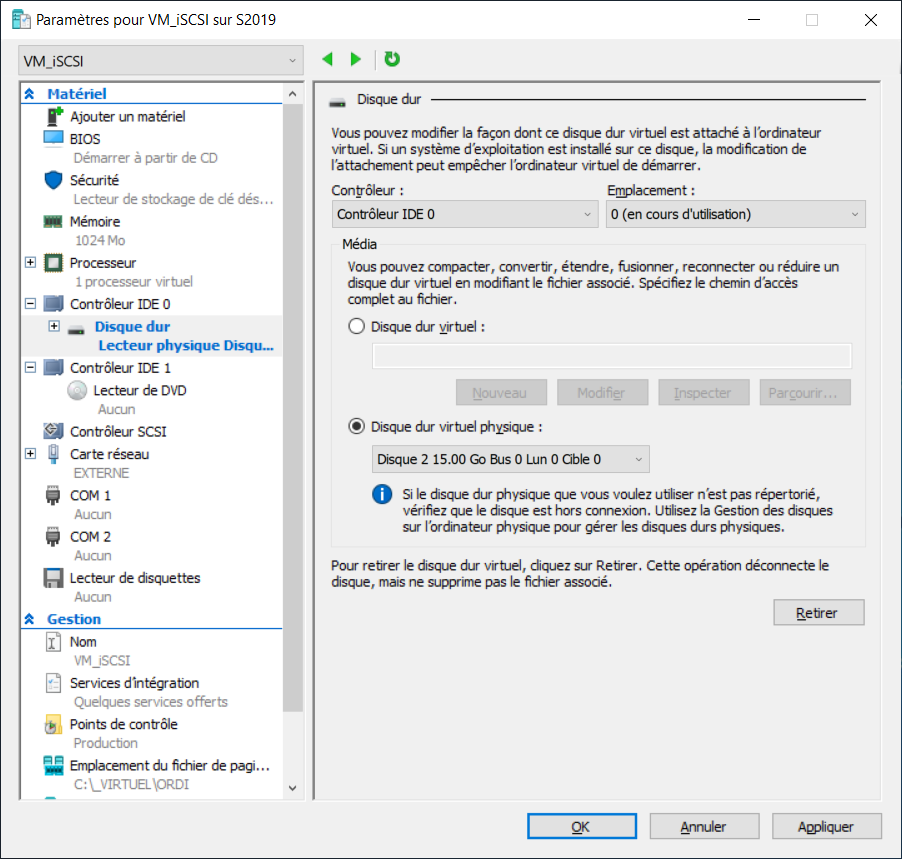 Paramètres pour VM_iSCSI sur S2019
VM_iSCSI
Matériel
Ajouter un matériel
BIOS
Démarrer à partir de CD
Sécurité
Lecteur de stockage de clé dés...
Mémoire
1024 Mo
Processeur
1 processeur virtuel
Contrôleur IDE 0
Disque dur
Lecteur physique Disqu...
Contrôleur IDE 1
Lecteur de DVD
Aucun
Contrôleur SCSI
Carte réseau
EXTERNE
COM 1
Aucun
COM 2
Aucun
Lecteur de disquettes
Aucun
Gestion
Nom
VM_iSCSI
Services d'intégration
Quelques services offerts
Points de contrôle
Production
Emplacement du fichier de pagi...
C:\_VIRTUEL\ORDI
Disque dur
Vous pouvez modifier la façon dont ce disque dur virtuel est attaché à l'ordinateur
virtuel. Si un système d'exploitation est installé sur ce disque, la modification de
l'attachement peut empêcher l'ordinateur virtuel de démarrer.
Contrôleur :
Emplacement :
Contrôleur IDE 0
0 (en cours d'utilisation)
Média
Vous pouvez compacter, convertir, étendre, fusionner, reconnecter ou réduire un
disque dur virtuel en modifiant le fichier associé. Spécifiez le chemin d'accès
complet au fichier.
Disque dur virtuel :
Nouveau
Modifier
Inspecter
Parcourir...
Disque dur virtuel physique :
Disque 2 15.00 Go Bus 0 Lun 0 Cible 0
Si le disque dur physique que vous voulez utiliser n'est pas répertorié,
vérifiez que le disque est hors connexion. Utilisez la Gestion des disques
sur l'ordinateur physique pour gérer les disques durs physiques.
Pour retirer le disque dur virtuel, cliquez sur Retirer. Cette opération déconnecte le
disque, mais ne supprime pas le fichier associé.
Retirer
OK
Annuler
Appliquer